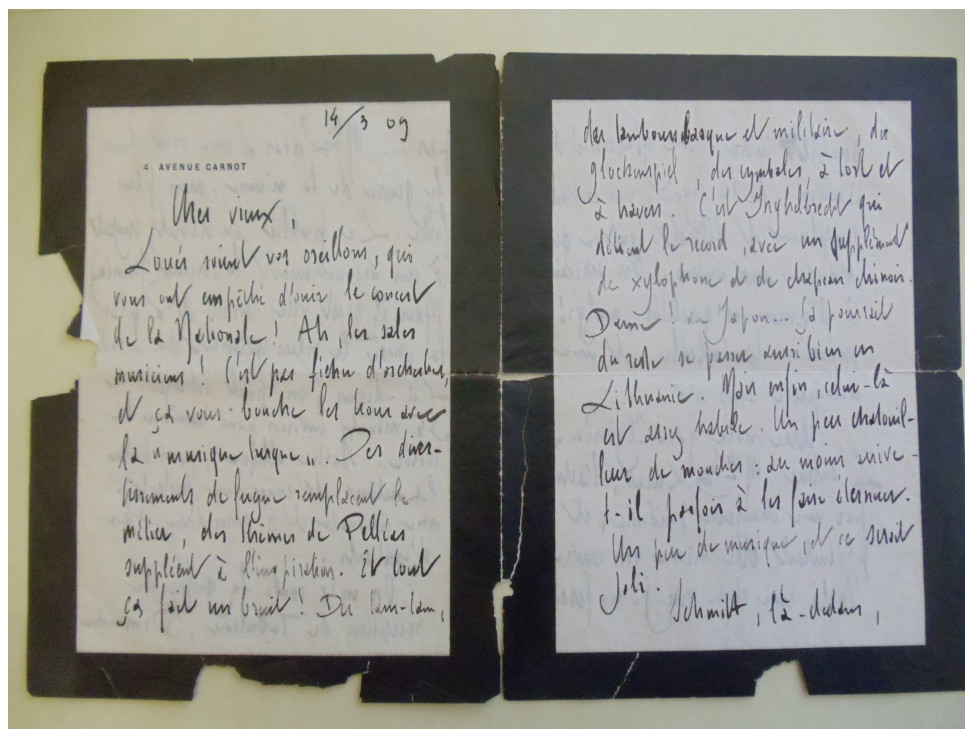 14/3 09
4 AVENUE CARNOT
Cher vieux
Loués soient vos oreillons, qui
vous ont empêché d'ouïr le concert
de la Nationale ! Ah, les sales
musiciens ! C'est pas fichu d'orchestrer,
et ça vous bouche les trous avec
la "musique turque". Des diver-
tissements de fugue remplacent le
milieu, des thèmes de Pelléas
suppléent à l'inspiration. Et tout
ça fait un bruit ! Du tam-tam,
des tambours basque et militaire, du
glockenspiel, des cymbales, à tort et
à travers. C'est Inghelbrecht qui
détient le record, avec un supplément
de xylophone et de chapeau chinois.
Dame ! au Japon... Ça pourrait
du reste se passer aussi bien en
Lithuanie. Mais enfin, celui-là
est assez habile. Un peu chatouil-
leur de mouches : au moins arrive-
t-il parfois à les faire éternuer.
Un peu de musique, et ce serait
joli.
Schmitt, là-dedans,